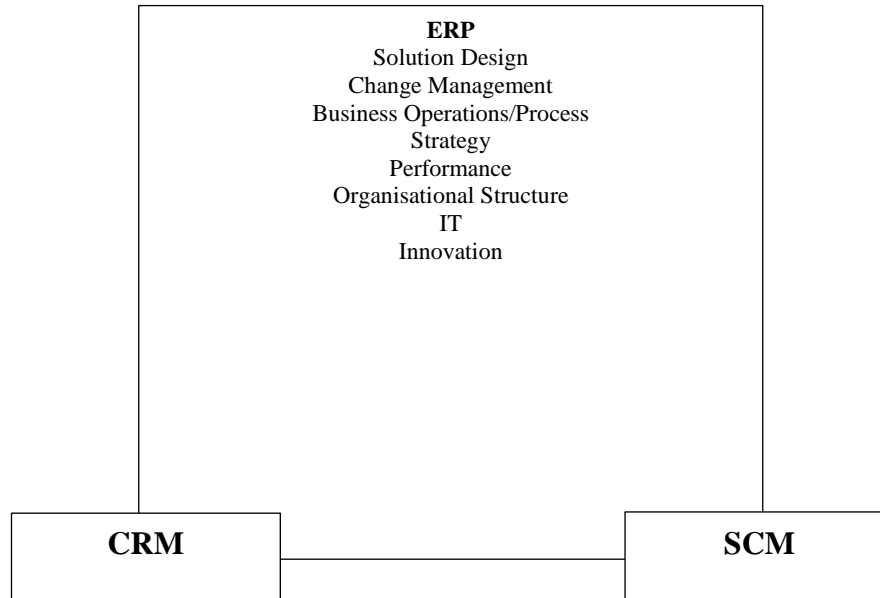 ERP
Solution Design
Change Management
Business Operations/Process
Strategy
Performance
Organisational Structure
IT
Innovation
CRM
SCM